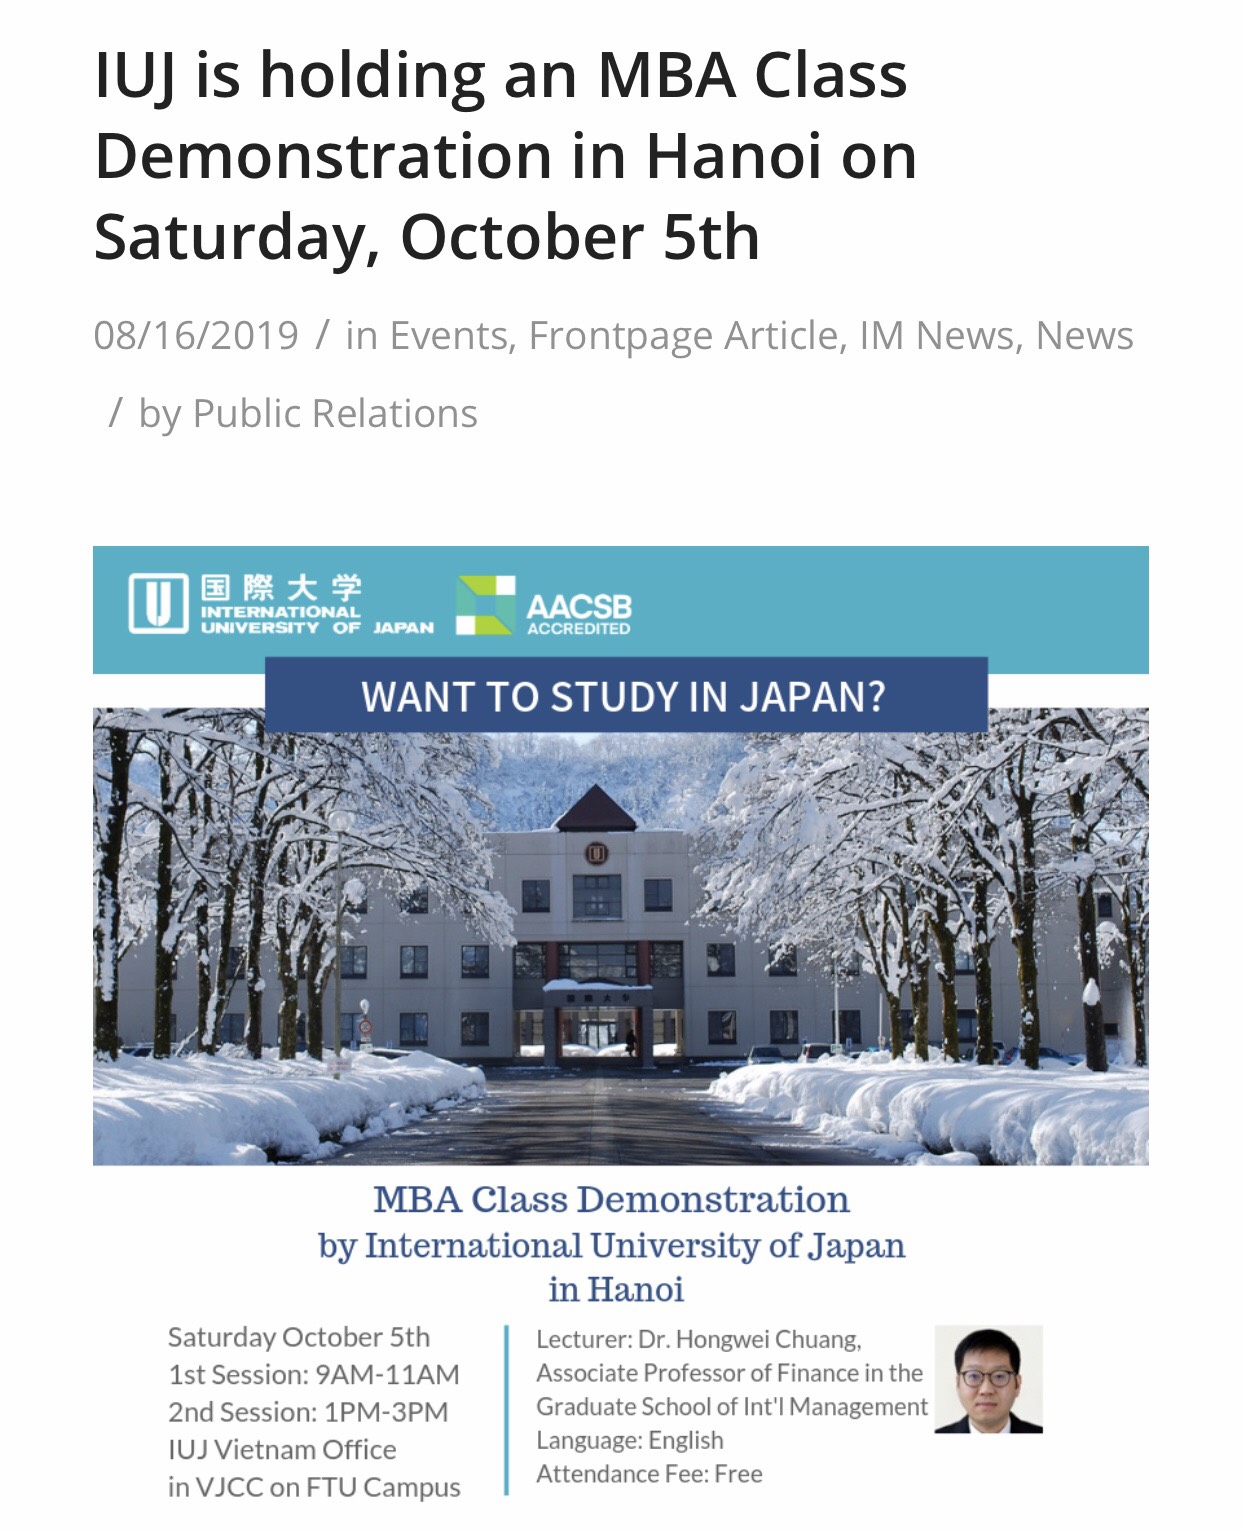 IUJ is holding an MBA Class
Demonstration in Hanoi on
Saturday, October 5th
08/16/2019 / in Events, Frontpage Article, IM News, News
/ by Public Relations
国際大学
INTERNATIONAL
UNIVERSITY OF JAPAN
AACSB
ACCREDITED
WANT TO STUDY IN JAPAN?
国際大学
MBA Class Demonstration
by International University of Japan
in Hanoi
Saturday October 5th
1st Session: 9AM-11AM
2nd Session: 1PM-3PM
IUJ Vietnam Office
in VJCC on FTU Campus
Lecturer: Dr. Hongwei Chuang,
Associate Professor of Finance in the
Graduate School of Int'l Management
Language: English
Attendance Fee: Free